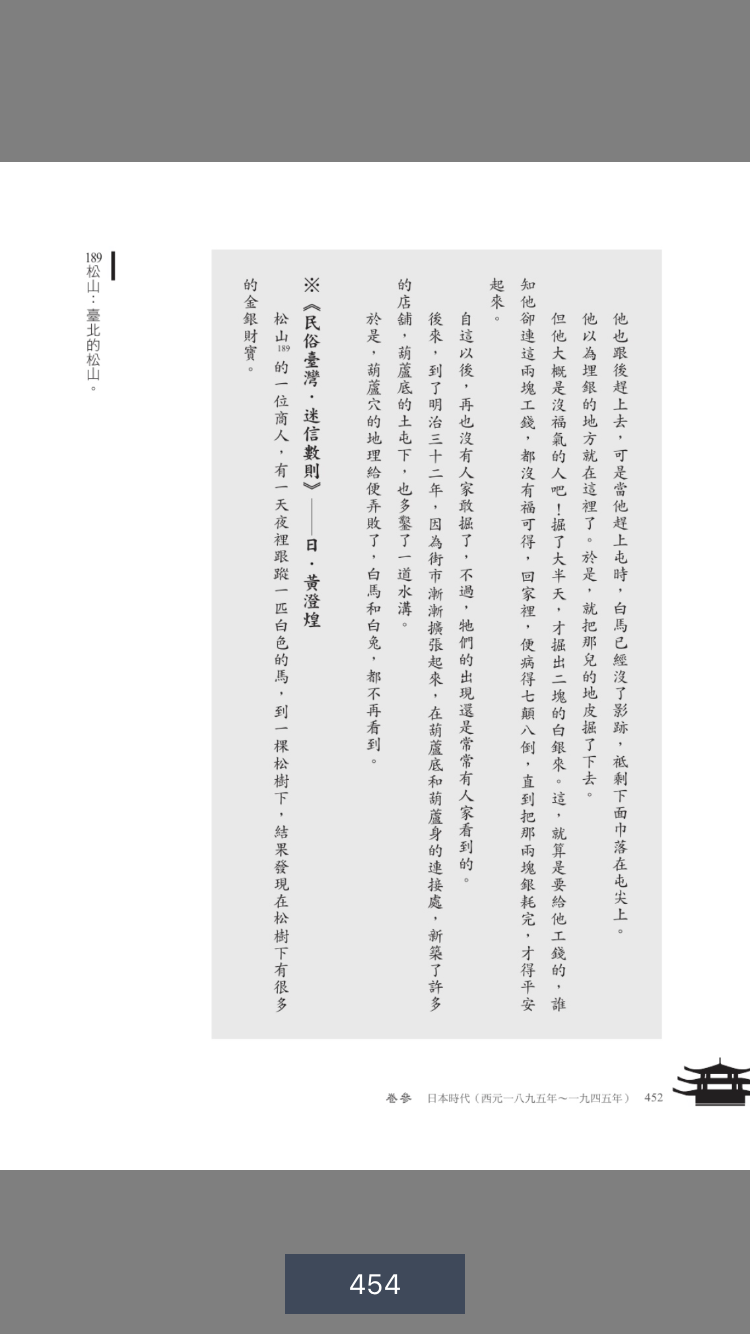 他也跟後趕上去，可是當他趕上屯時，白馬已經沒了影跡，祗剩下面巾落在屯尖上。
他以為埋銀的地方就在這裡了。於是，就把那兒的地皮掘了下去。
但他大概是沒福氣的人吧！掘了大半天，才掘出二塊的白銀來。這，就算是要給他工錢的，誰
知他卻連這兩塊工錢，都沒有福可得，回家裡，便病得七顛八倒，直到把那兩塊銀耗完，才得平安
起來。
自這以後，再也沒有人家敢掘了，不過，牠們的出現還是常常有人家看到的。
後來，到了明治三十二年，因為街市漸漸擴張起來，在葫蘆底和葫蘆身的連接處，新築了許多
的店舖，葫蘆底的土屯下，也多鑿了一道水溝。
於是，葫蘆穴的地理給便弄敗了，白馬和白兔，都不再看到。
※《民俗臺灣．迷信數則》——日．黃澄煌
松山189的一位商人，有一天夜裡跟蹤一匹白色的馬，到一棵松樹下，結果發現在松樹下有很多
的金銀財寶。
189松山：臺北的松山。
卷參　日本時代（西元一八九五年～一九四五年）　452
454